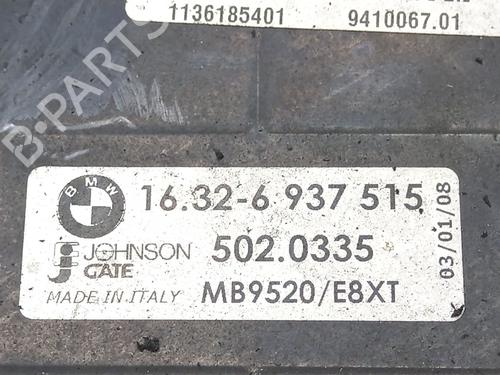 1136185401 9410067.01
B-PARTS
BMW
16.32-6 937 515
JOHNSON
GATE
502.0335
MADE IN ITALY
MB9520/E8XT
03/01/08